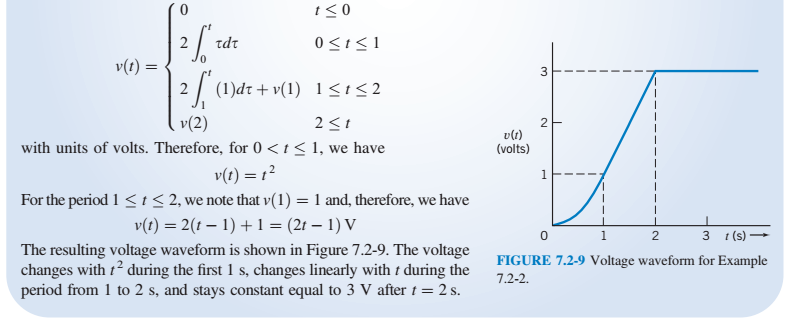 v(t) = { 0 t ≤ 0
2 ∫₀ᵗ τdτ 0 ≤ t ≤ 1
2 ∫₁ᵗ (1)dτ + v(1) 1 ≤ t ≤ 2
v(2) 2 ≤ t
with units of volts. Therefore, for 0 < t ≤ 1, we have
v(t) = t²
For the period 1 ≤ t ≤ 2, we note that v(1) = 1 and, therefore, we have
v(t) = 2(t − 1) + 1 = (2t − 1) V
The resulting voltage waveform is shown in Figure 7.2-9. The voltage
changes with t² during the first 1 s, changes linearly with t during the
period from 1 to 2 s, and stays constant equal to 3 V after t = 2 s.
3
2
v(t)
(volts)
1
0 1 2 3 t (s)
FIGURE 7.2-9 Voltage waveform for Example
7.2-2.